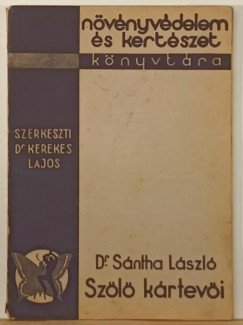 növényvédelem
és kertészet
könyvtára
SZERKESZTI
Dr KEREKES
LAJOS
Dr Sántha László
Szőlő kártevői